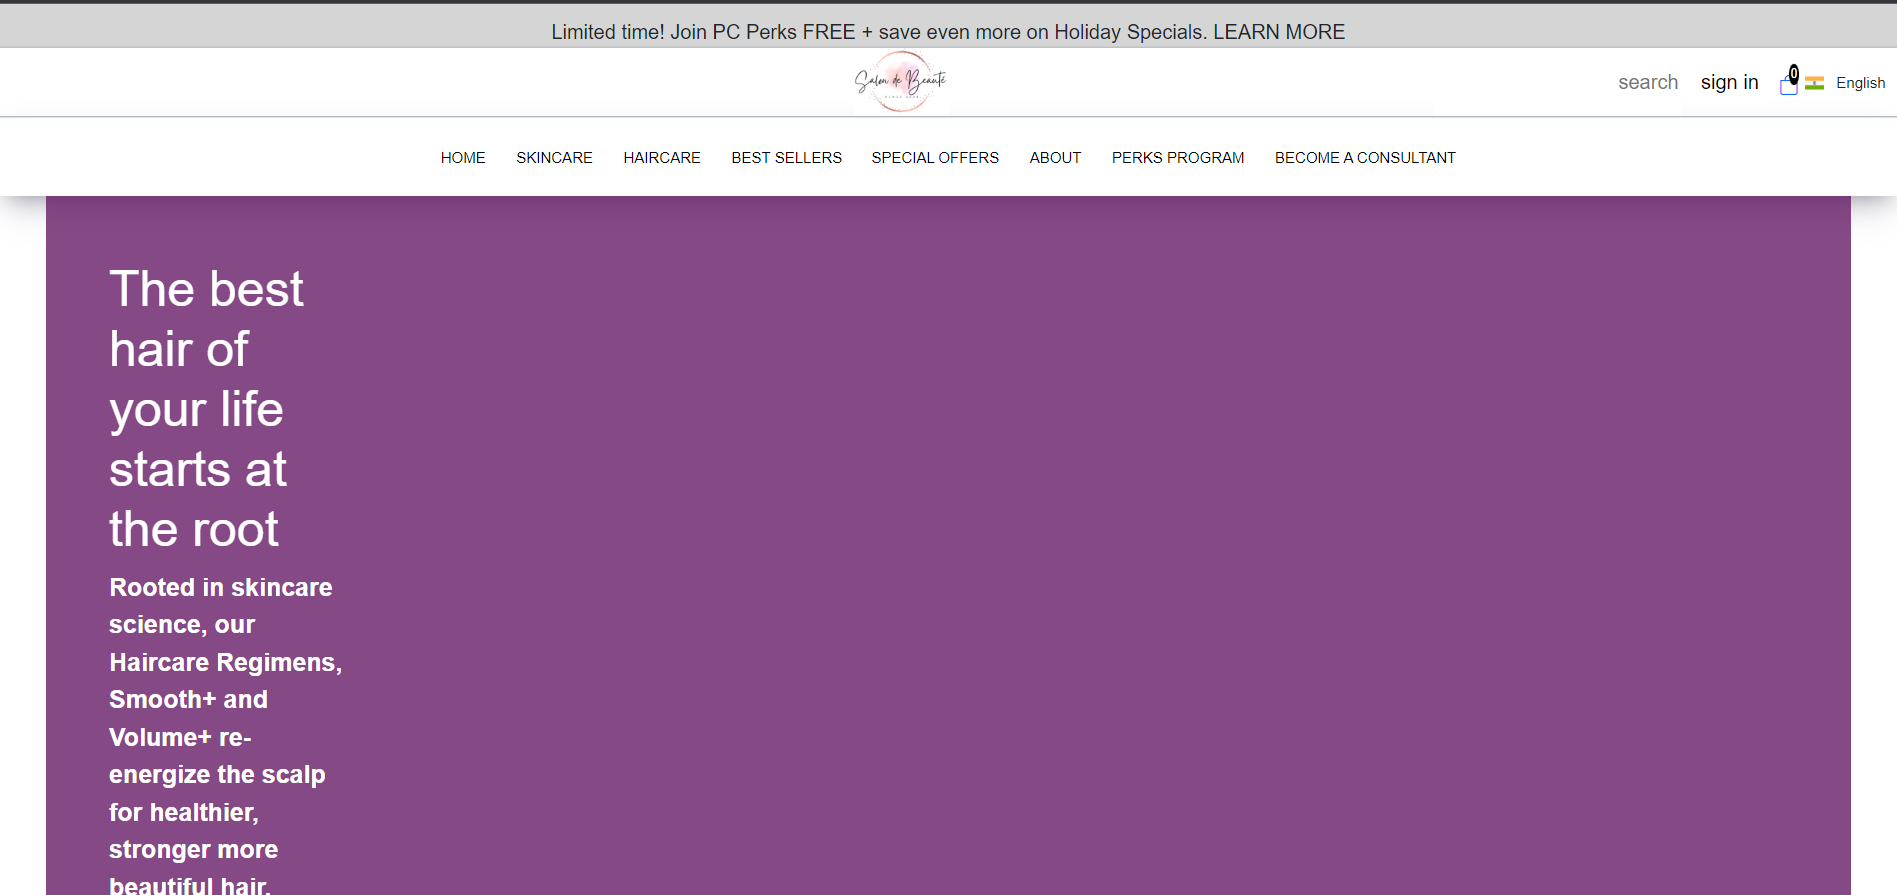 Limited time! Join PC Perks FREE + save even more on Holiday Specials. LEARN MORE
Salon de Beauté
search sign in 0 English
HOME SKINCARE HAIRCARE BEST SELLERS SPECIAL OFFERS ABOUT PERKS PROGRAM BECOME A CONSULTANT
The best
hair of
your life
starts at
the root
Rooted in skincare
science, our
Haircare Regimens,
Smooth+ and
Volume+ re-
energize the scalp
for healthier,
stronger more
beautiful hair.